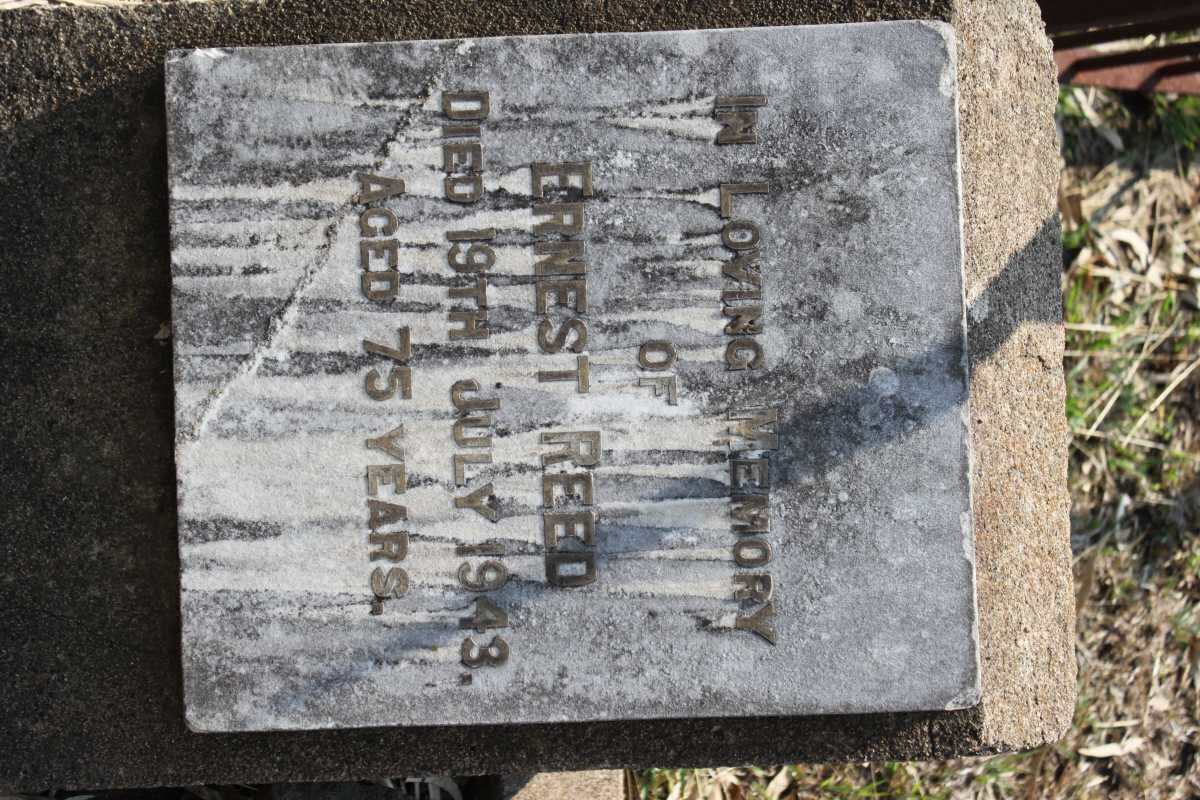 IN LOVING MEMORY
OF
ERNEST REED
DIED 19TH JULY 1943.
AGED 75 YEARS.